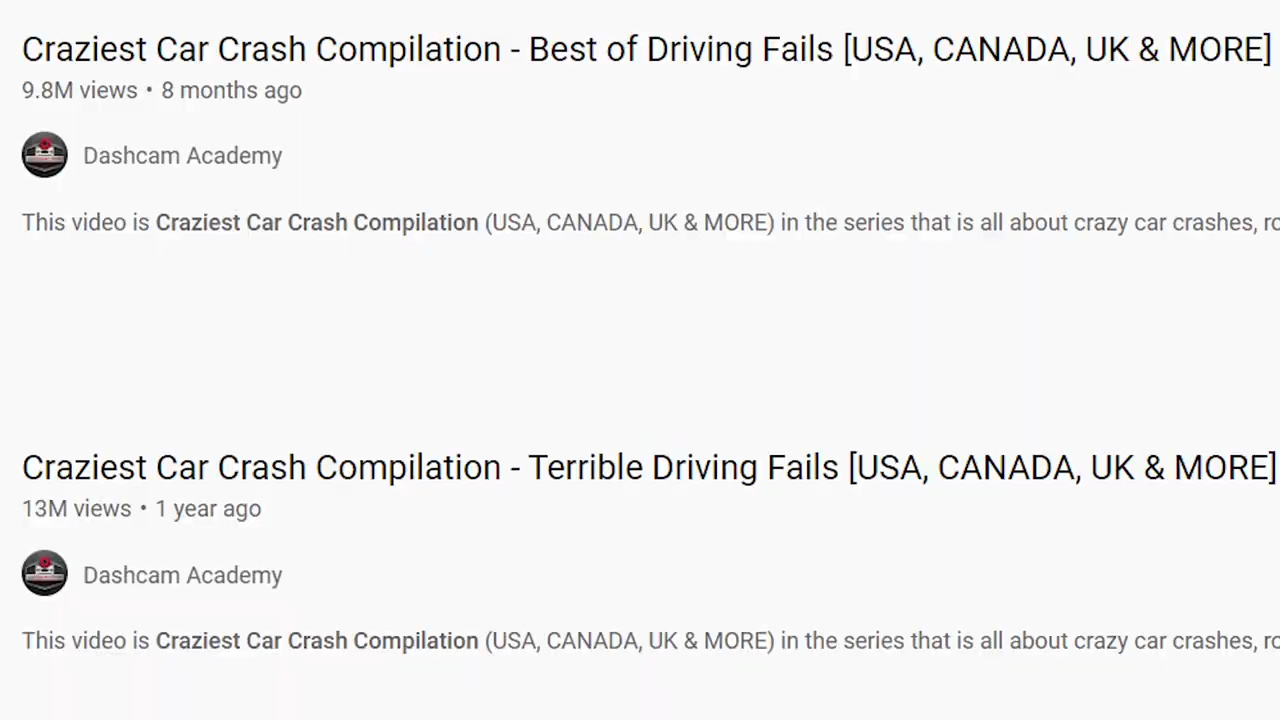 Craziest Car Crash Compilation - Best of Driving Fails [USA, CANADA, UK & MORE]
9.8M views • 8 months ago
Dashcam Academy
This video is Craziest Car Crash Compilation (USA, CANADA, UK & MORE) in the series that is all about crazy car crashes, ro
Craziest Car Crash Compilation - Terrible Driving Fails [USA, CANADA, UK & MORE]
13M views • 1 year ago
Dashcam Academy
This video is Craziest Car Crash Compilation (USA, CANADA, UK & MORE) in the series that is all about crazy car crashes, ro